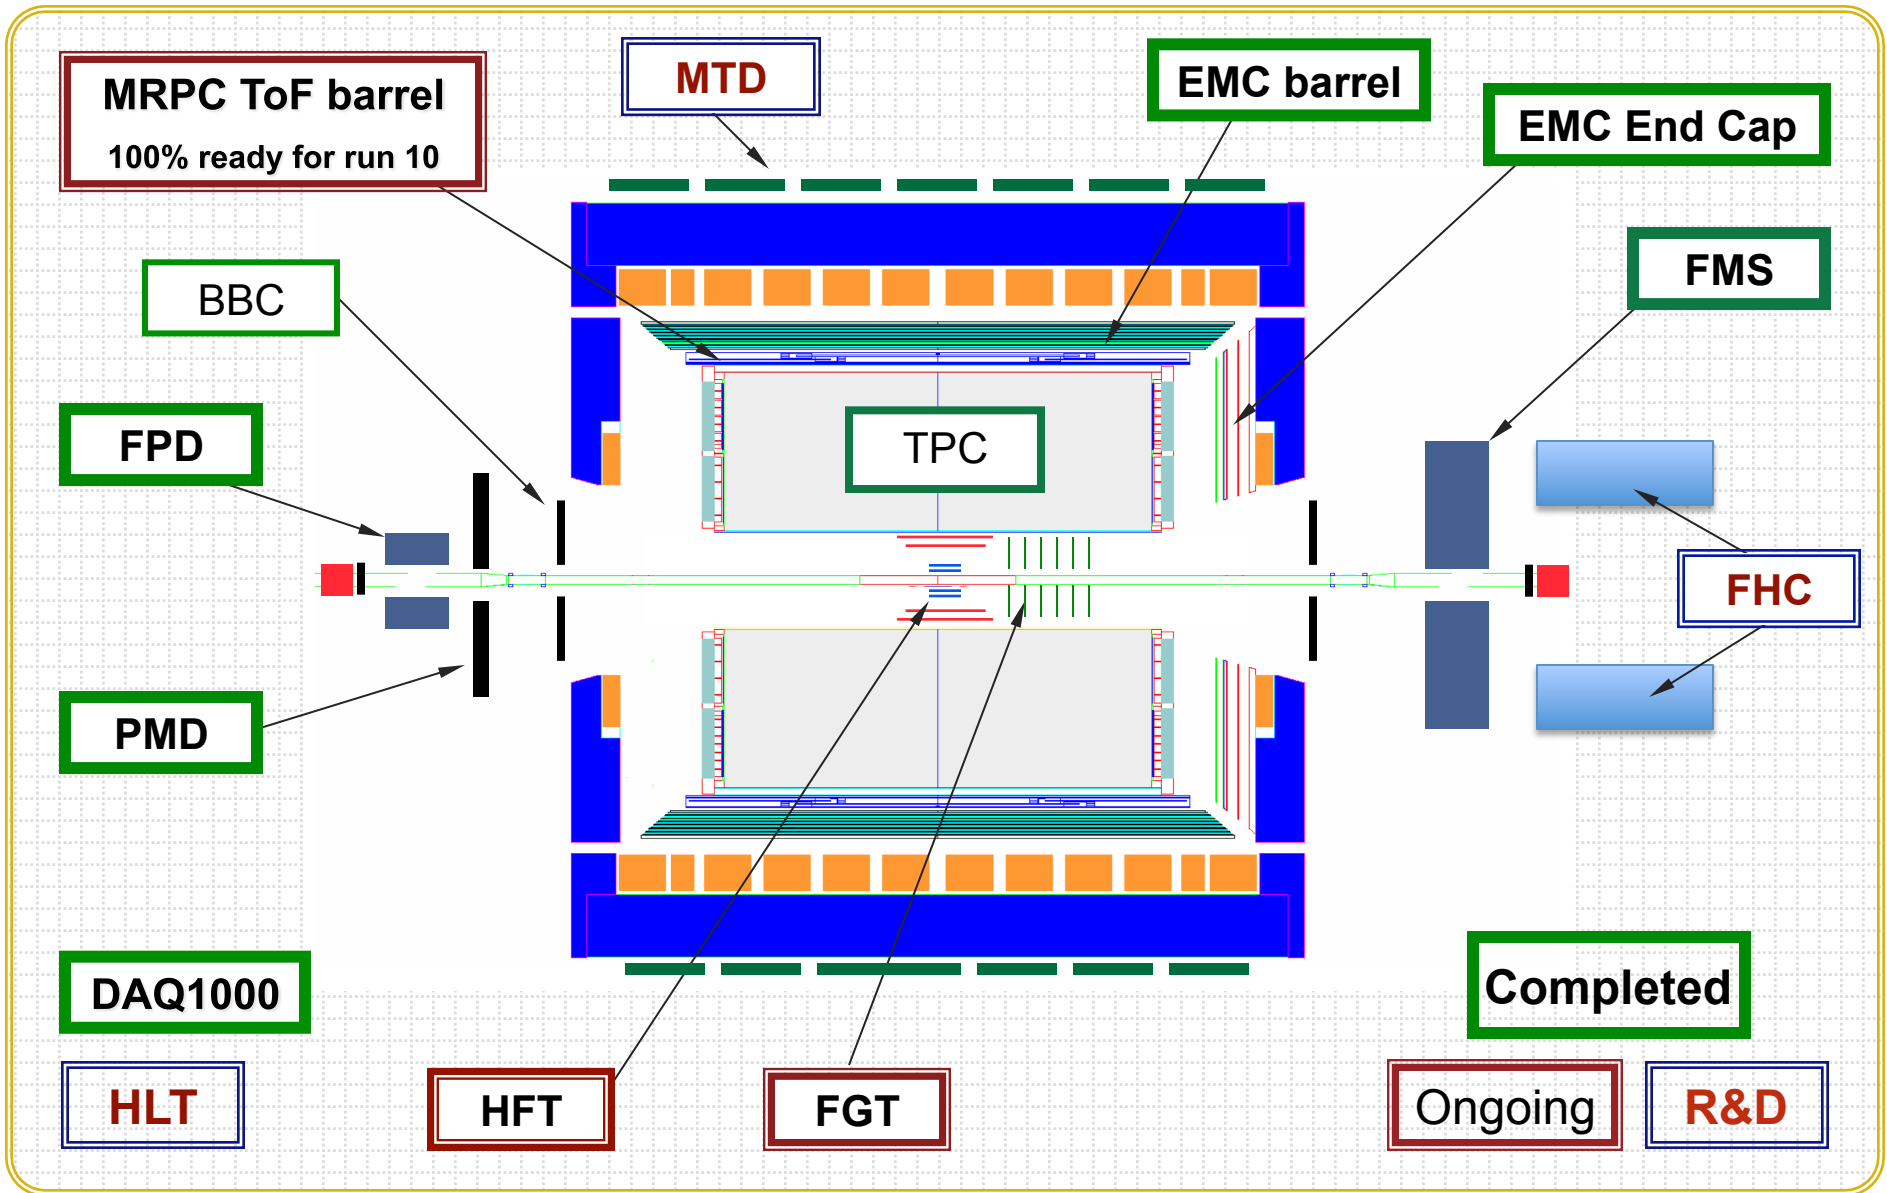 MRPC ToF barrel
100% ready for run 10
MTD
EMC barrel
EMC End Cap
BBC
FMS
FPD
TPC
FHC
PMD
DAQ1000
Completed
HLT
HFT
FGT
Ongoing
R&D